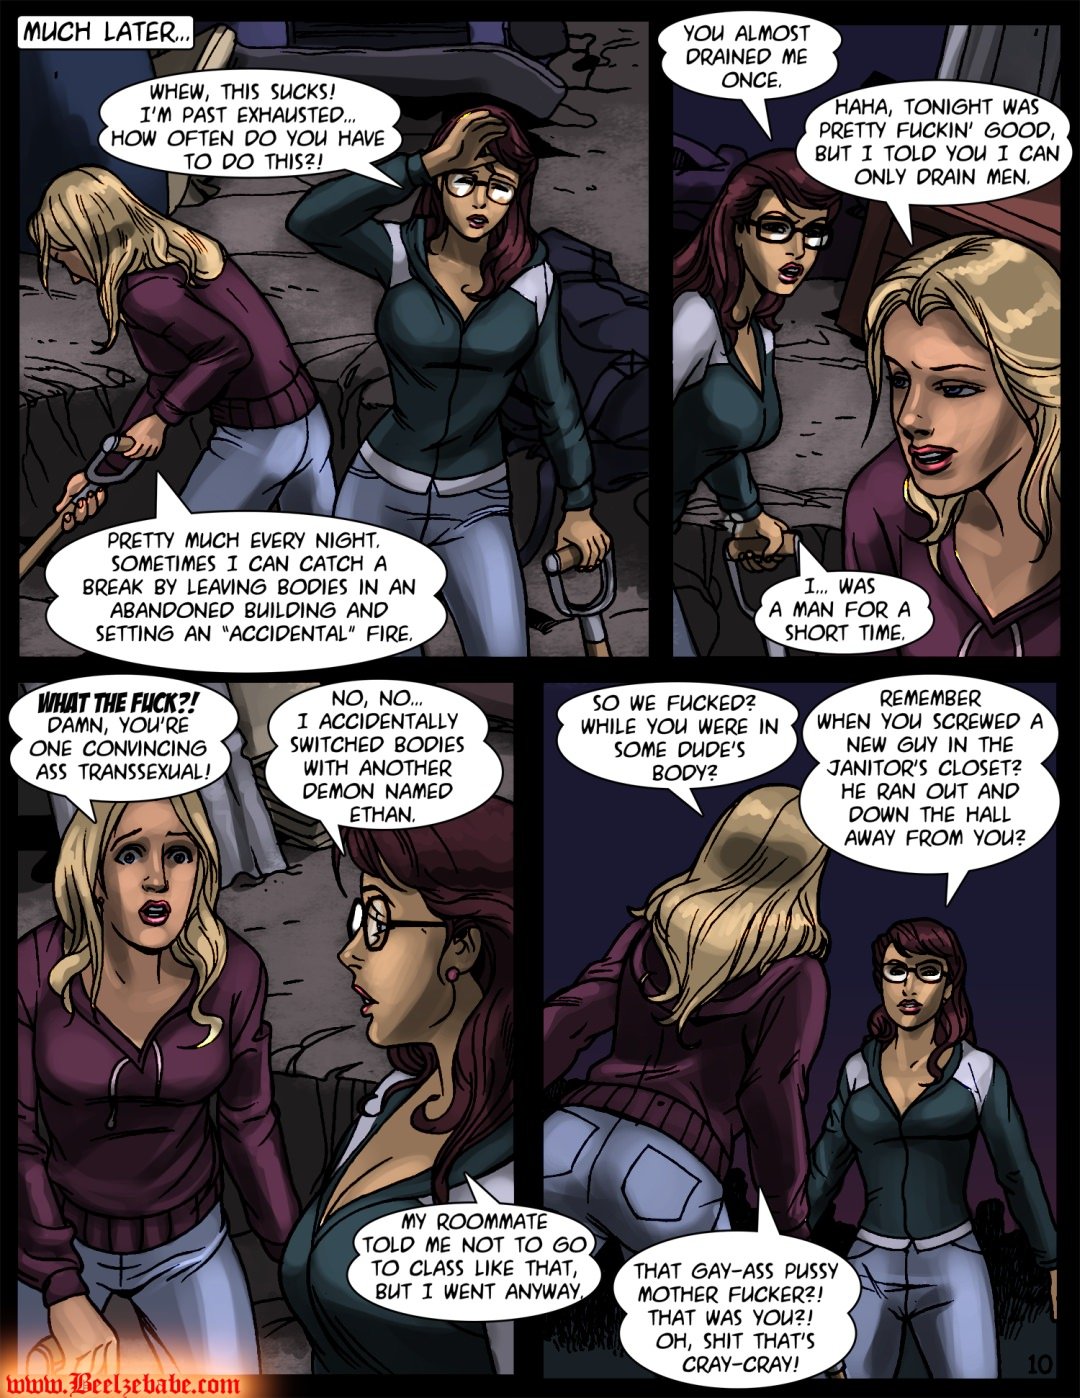 MUCH LATER...
WHEW, THIS SUCKS!
I'M PAST EXHAUSTED...
HOW OFTEN DO YOU HAVE
TO DO THIS?!
PRETTY MUCH EVERY NIGHT.
SOMETIMES I CAN CATCH A
BREAK BY LEAVING BODIES IN AN
ABANDONED BUILDING AND
SETTING AN "ACCIDENTAL" FIRE.
YOU ALMOST
DRAINED ME
ONCE.
HAHA, TONIGHT WAS
PRETTY FUCKIN' GOOD,
BUT I TOLD YOU I CAN
ONLY DRAIN MEN.
I... WAS
A MAN FOR A
SHORT TIME.
WHAT THE FUCK?!
DAMN, YOU'RE
ONE CONVINCING
ASS TRANSSEXUAL!
NO, NO...
I ACCIDENTALLY
SWITCHED BODIES
WITH ANOTHER
DEMON NAMED
ETHAN.
MY ROOMMATE
TOLD ME NOT TO GO
TO CLASS LIKE THAT,
BUT I WENT ANYWAY.
SO WE FUCKED?
WHILE YOU WERE IN
SOME DUDE'S
BODY?
REMEMBER
WHEN YOU SCREWED A
NEW GUY IN THE
JANITOR'S CLOSET?
HE RAN OUT AND
DOWN THE HALL
AWAY FROM YOU?
THAT GAY-ASS PUSSY
MOTHER FUCKER?!
THAT WAS YOU?!
OH, SHIT THAT'S
CRAY-CRAY!
10
www.Beelzebabe.com